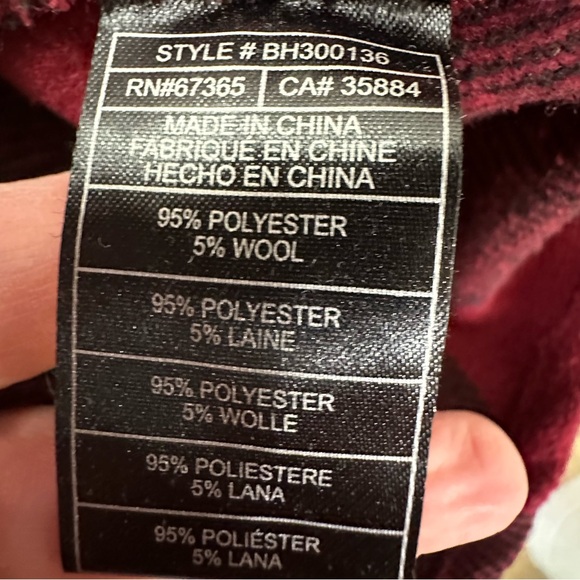 STYLE # BH300136
RN#67365 CA# 35884
MADE IN CHINA
FABRIQUÉ EN CHINE
HECHO EN CHINA
95% POLYESTER
5% WOOL
95% POLYESTER
5% LAINE
95% POLYESTER
5% WOLLE
95% POLIESTERE
5% LANA
95% POLIÉSTER
5% LANA